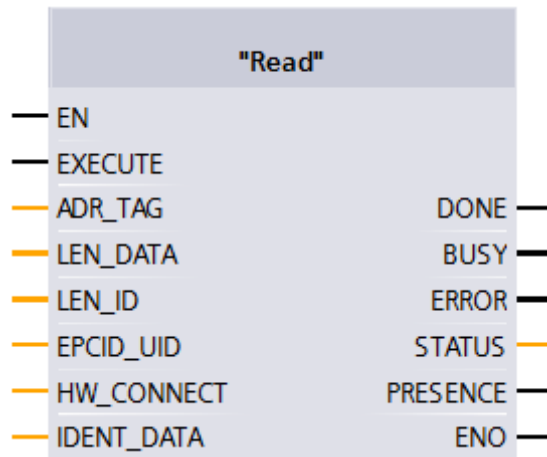 "Read"
EN
EXECUTE
ADR_TAG DONE
LEN_DATA BUSY
LEN_ID ERROR
EPCID_UID STATUS
HW_CONNECT PRESENCE
IDENT_DATA ENO